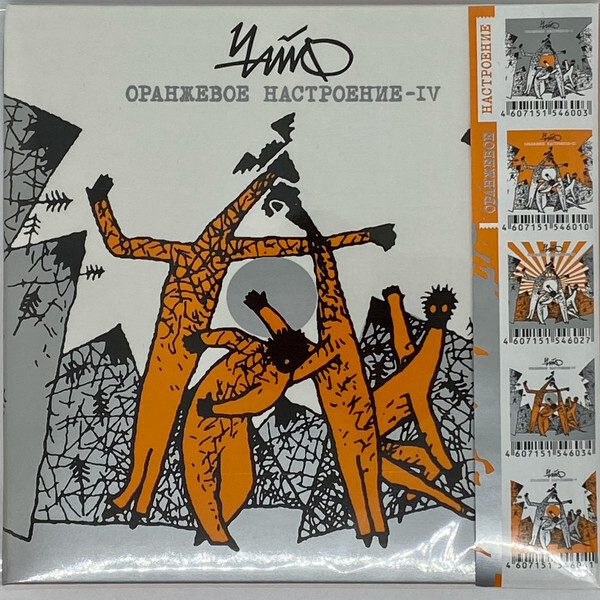 Чайф
ОРАНЖЕВОЕ НАСТРОЕНИЕ-IV
ОРАНЖЕВОЕ НАСТРОЕНИЕ
4 607151 546003
4 607151 546010
4 607151 546027
4 607151 546034